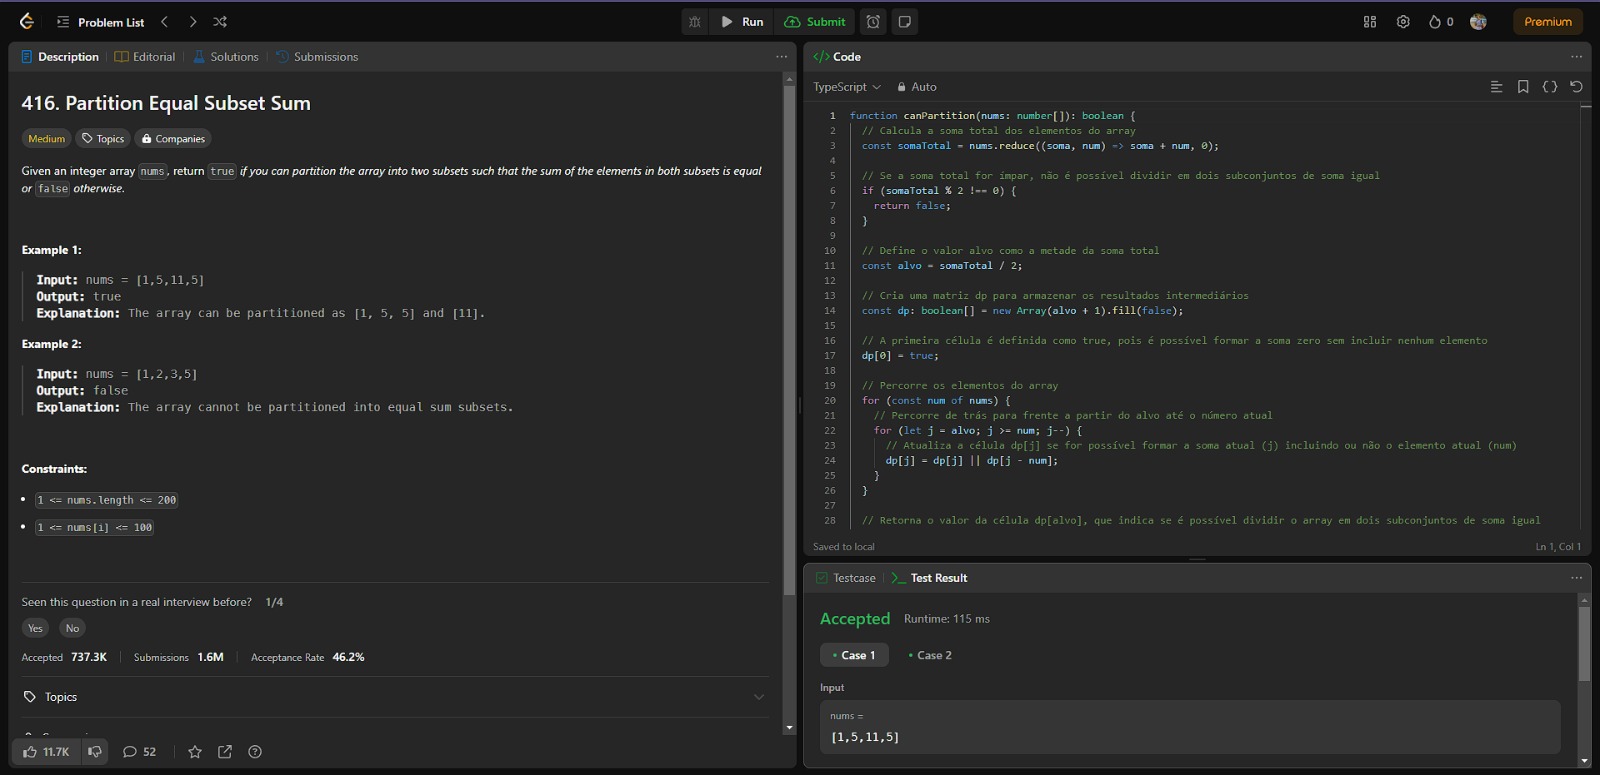 Problem List
Run
Submit
0
Premium
Description
Editorial
Solutions
Submissions
416. Partition Equal Subset Sum
Medium
Topics
Companies
Given an integer array nums, return true if you can partition the array into two subsets such that the sum of the elements in both subsets is equal
or false otherwise.
Example 1:
Input: nums = [1,5,11,5]
Output: true
Explanation: The array can be partitioned as [1, 5, 5] and [11].
Example 2:
Input: nums = [1,2,3,5]
Output: false
Explanation: The array cannot be partitioned into equal sum subsets.
Constraints:
• 1 <= nums.length <= 200
• 1 <= nums[i] <= 100
Seen this question in a real interview before? 1/4
Yes
No
Accepted 737.3K
Submissions 1.6M
Acceptance Rate 46.2%
Topics
11.7K
52
</> Code
TypeScript
Auto
1 function canPartition(nums: number[]): boolean {
2 // Calcula a soma total dos elementos do array
3 const somaTotal = nums.reduce((soma, num) => soma + num, 0);
4
5 // Se a soma total for ímpar, não é possível dividir em dois subconjuntos de soma igual
6 if (somaTotal % 2 !== 0) {
7 return false;
8 }
9
10 // Define o valor alvo como a metade da soma total
11 const alvo = somaTotal / 2;
12
13 // Cria uma matriz dp para armazenar os resultados intermediários
14 const dp: boolean[] = new Array(alvo + 1).fill(false);
15
16 // A primeira célula é definida como true, pois é possível formar a soma zero sem incluir nenhum elemento
17 dp[0] = true;
18
19 // Percorre os elementos do array
20 for (const num of nums) {
21 // Percorre de trás para frente a partir do alvo até o número atual
22 for (let j = alvo; j >= num; j--) {
23 // Atualiza a célula dp[j] se for possível formar a soma atual (j) incluindo ou não o elemento atual (num)
24 dp[j] = dp[j] || dp[j - num];
25 }
26 }
27
28 // Retorna o valor da célula dp[alvo], que indica se é possível dividir o array em dois subconjuntos de soma igual
Saved to local
Ln 1, Col 1
Testcase
>_ Test Result
Accepted
Runtime: 115 ms
• Case 1
• Case 2
Input
nums =
[1,5,11,5]